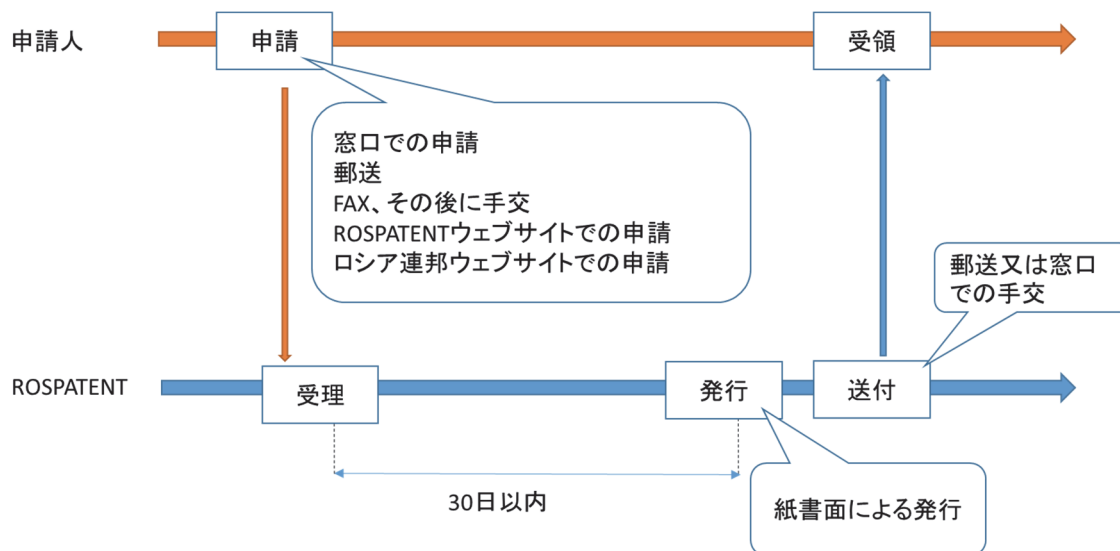 申請人
申請
受領
窓口での申請
郵送
FAX、その後に手交
ROSPATENTウェブサイトでの申請
ロシア連邦ウェブサイトでの申請
郵送又は窓口
での手交
ROSPATENT
受理
発行
送付
30日以内
紙書面による発行